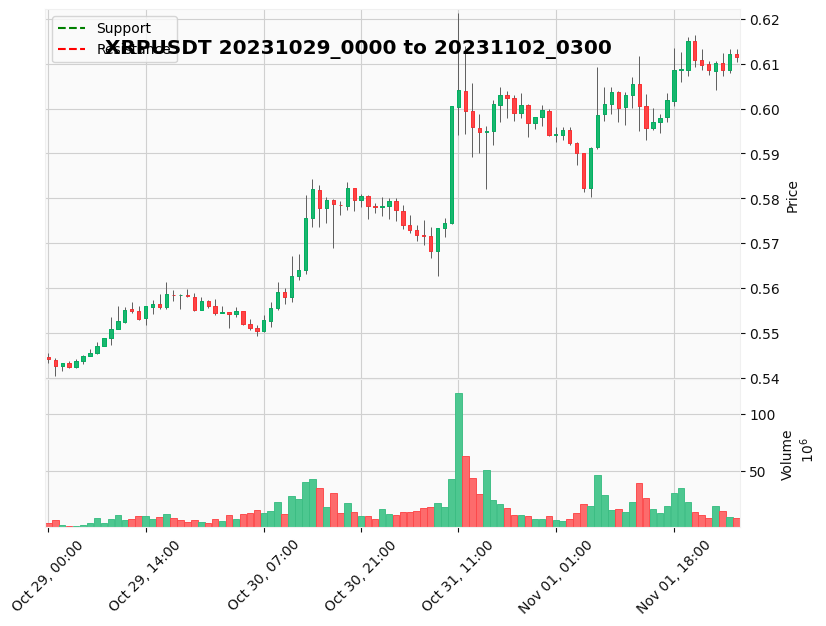 Support
Resistance
XRPUSDT 20231029_0000 to 20231102_0300
0.62
0.61
0.60
0.59
0.58
0.57
0.56
0.55
0.54
Price
100
50
Volume
10^6
Oct 29, 00:00
Oct 29, 14:00
Oct 30, 07:00
Oct 30, 21:00
Oct 31, 11:00
Nov 01, 01:00
Nov 01, 18:00